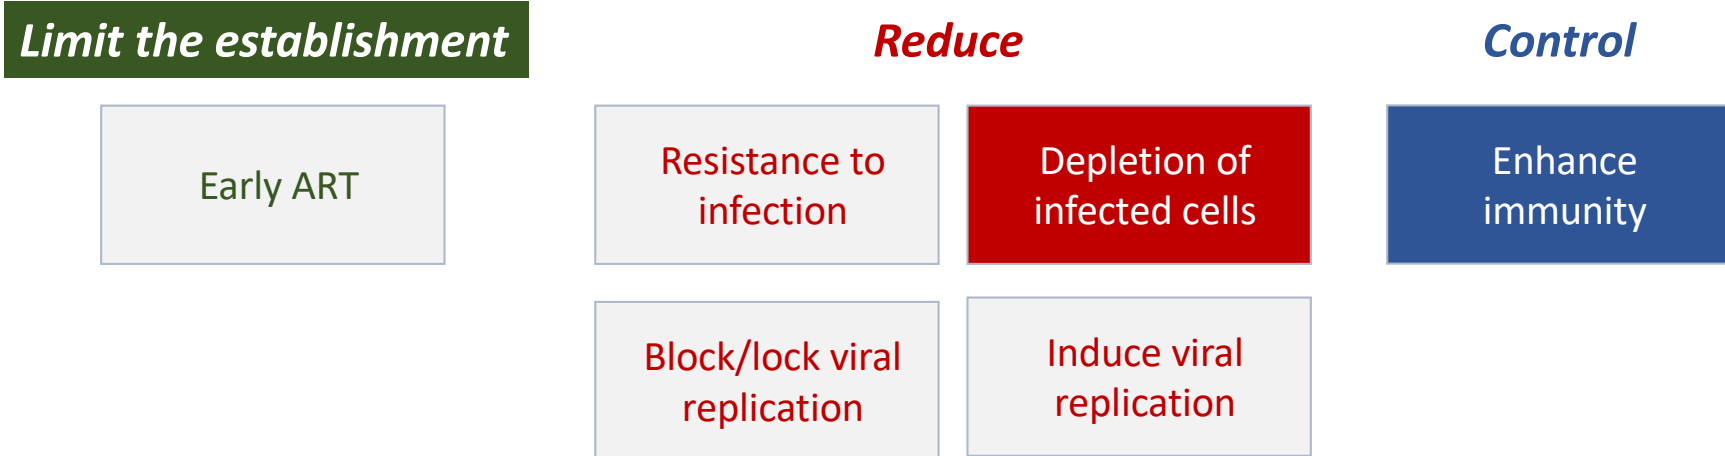 Limit the establishment
Reduce
Control
Early ART
Resistance to
infection
Depletion of
infected cells
Enhance
immunity
Block/lock viral
replication
Induce viral
replication